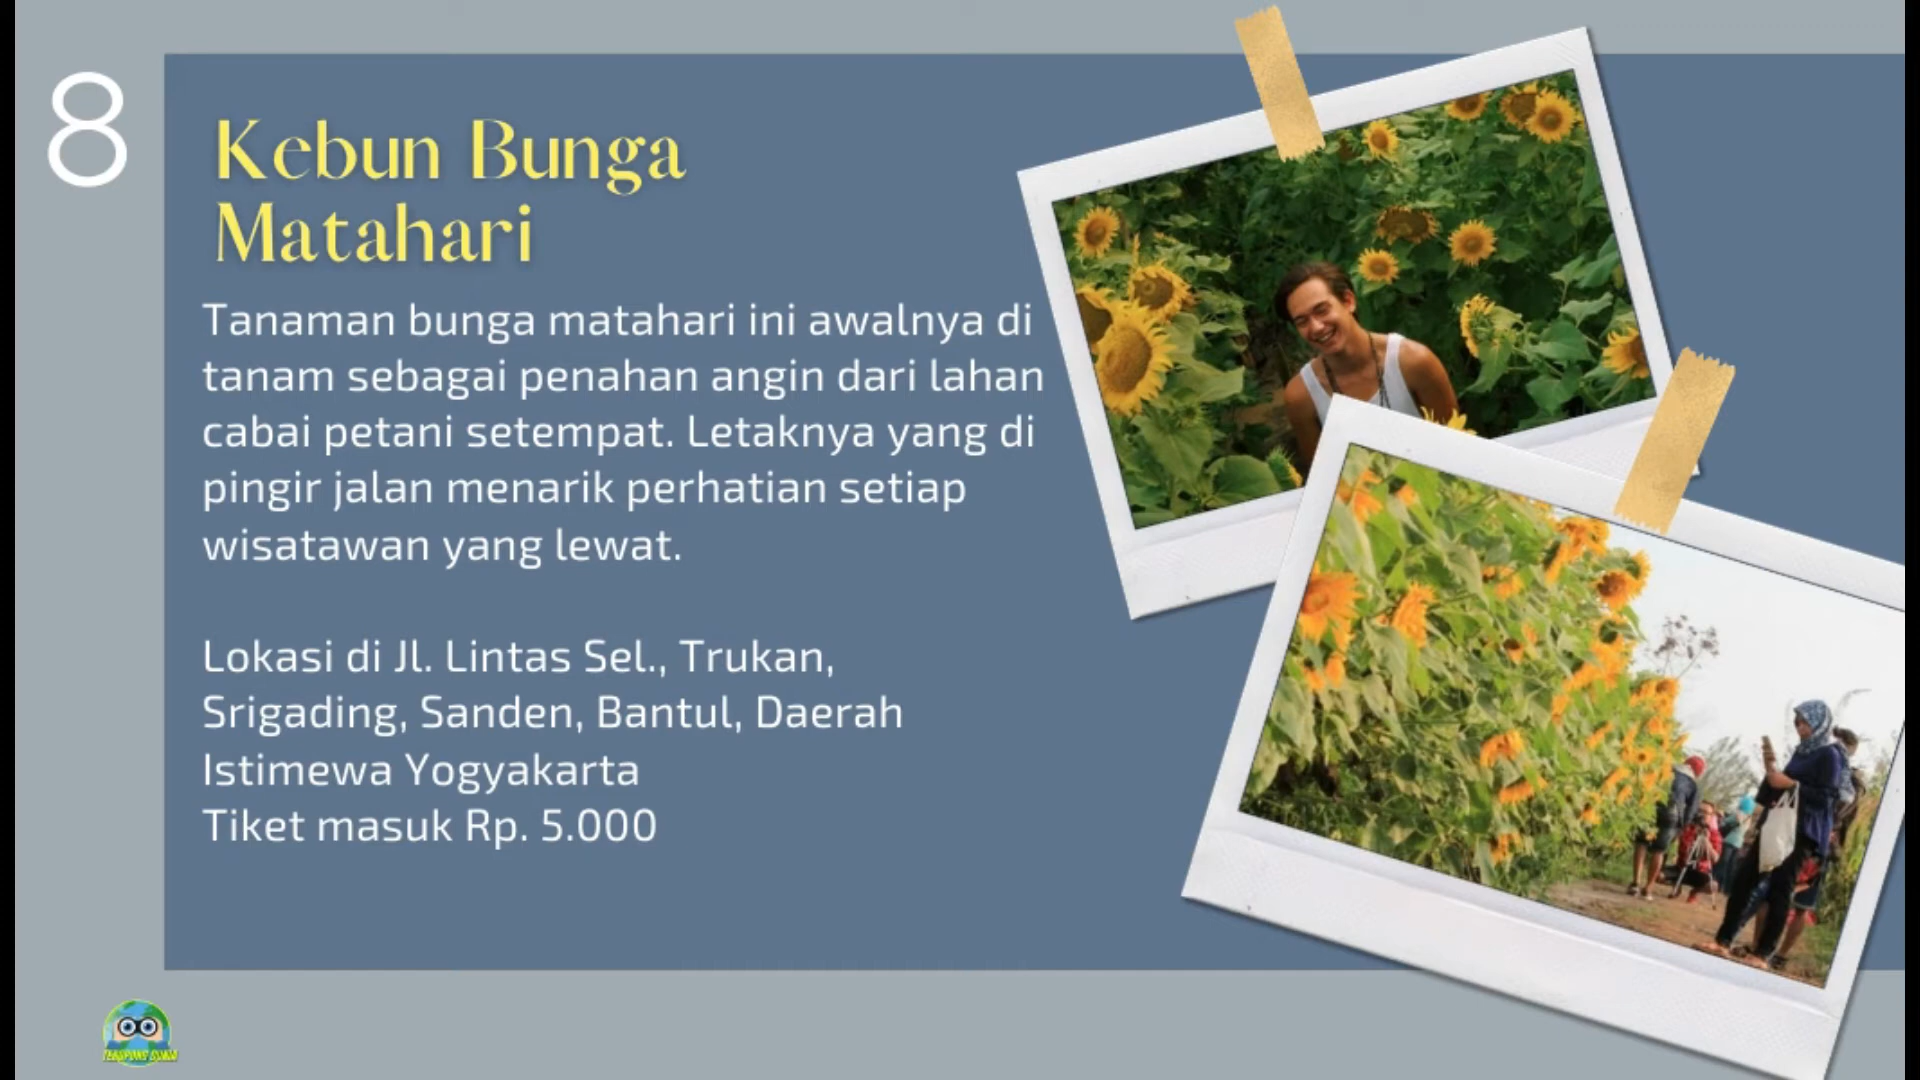 8
Kebun Bunga
Matahari
Tanaman bunga matahari ini awalnya di
tanam sebagai penahan angin dari lahan
cabai petani setempat. Letaknya yang di
pingir jalan menarik perhatian setiap
wisatawan yang lewat.
Lokasi di Jl. Lintas Sel., Trukan,
Srigading, Sanden, Bantul, Daerah
Istimewa Yogyakarta
Tiket masuk Rp. 5.000